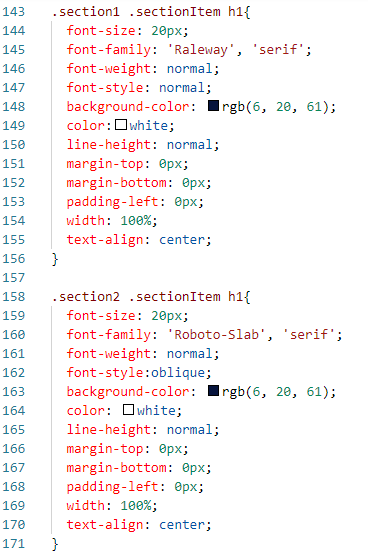 143 .section1 .sectionItem h1{
144 font-size: 20px;
145 font-family: 'Raleway', 'serif';
146 font-weight: normal;
147 font-style: normal;
148 background-color: rgb(6, 20, 61);
149 color:white;
150 line-height: normal;
151 margin-top: 0px;
152 margin-bottom: 0px;
153 padding-left: 0px;
154 width: 100%;
155 text-align: center;
156 }
157
158 .section2 .sectionItem h1{
159 font-size: 20px;
160 font-family: 'Roboto-Slab', 'serif';
161 font-weight: normal;
162 font-style:oblique;
163 background-color: rgb(6, 20, 61);
164 color: white;
165 line-height: normal;
166 margin-top: 0px;
167 margin-bottom: 0px;
168 padding-left: 0px;
169 width: 100%;
170 text-align: center;
171 }